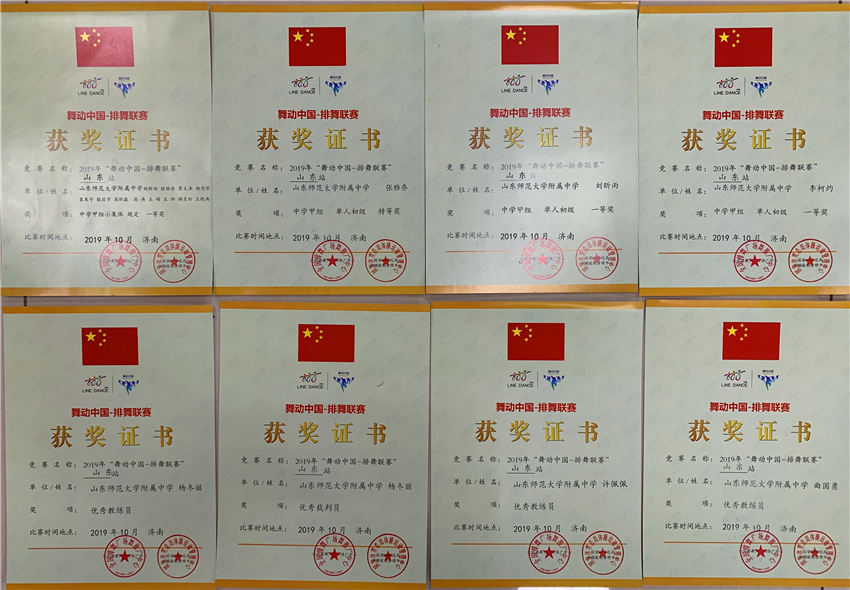 LINE DANCE
舞动中国-排舞联赛
获奖证书
竞赛名称：2019年“舞动中国-排舞联赛”
山东站
单位/姓名：山东师范大学附属中学
奖项：中学甲组小集体 规定 一等奖
比赛时间地点：2019年10月 济南
LINE DANCE
舞动中国-排舞联赛
获奖证书
竞赛名称：2019年“舞动中国-排舞联赛”
山东站
单位/姓名：山东师范大学附属中学 张雅乔
奖项：中学甲组 单人初级 特等奖
比赛时间地点：2019年10月 济南
LINE DANCE
舞动中国-排舞联赛
获奖证书
竞赛名称：2019年“舞动中国-排舞联赛”
山东站
单位/姓名：山东师范大学附属中学 刘昕雨
奖项：中学甲组 单人初级 一等奖
比赛时间地点：2019年10月 济南
LINE DANCE
舞动中国-排舞联赛
获奖证书
竞赛名称：2019年“舞动中国-排舞联赛”
山东站
单位/姓名：山东师范大学附属中学 李柯灼
奖项：中学甲组 单人初级 一等奖
比赛时间地点：2019年10月 济南
LINE DANCE
舞动中国-排舞联赛
获奖证书
竞赛名称：2019年“舞动中国-排舞联赛”
山东站
单位/姓名：山东师范大学附属中学 杨冬丽
奖项：优秀教练员
比赛时间地点：2019年10月 济南
LINE DANCE
舞动中国-排舞联赛
获奖证书
竞赛名称：2019年“舞动中国-排舞联赛”
山东站
单位/姓名：山东师范大学附属中学 杨冬丽
奖项：优秀裁判员
比赛时间地点：2019年10月 济南
LINE DANCE
舞动中国-排舞联赛
获奖证书
竞赛名称：2019年“舞动中国-排舞联赛”
山东站
单位/姓名：山东师范大学附属中学 许佩佩
奖项：优秀教练员
比赛时间地点：2019年10月 济南
LINE DANCE
舞动中国-排舞联赛
获奖证书
竞赛名称：2019年“舞动中国-排舞联赛”
山东站
单位/姓名：山东师范大学附属中学 曲国勇
奖项：优秀教练员
比赛时间地点：2019年10月 济南